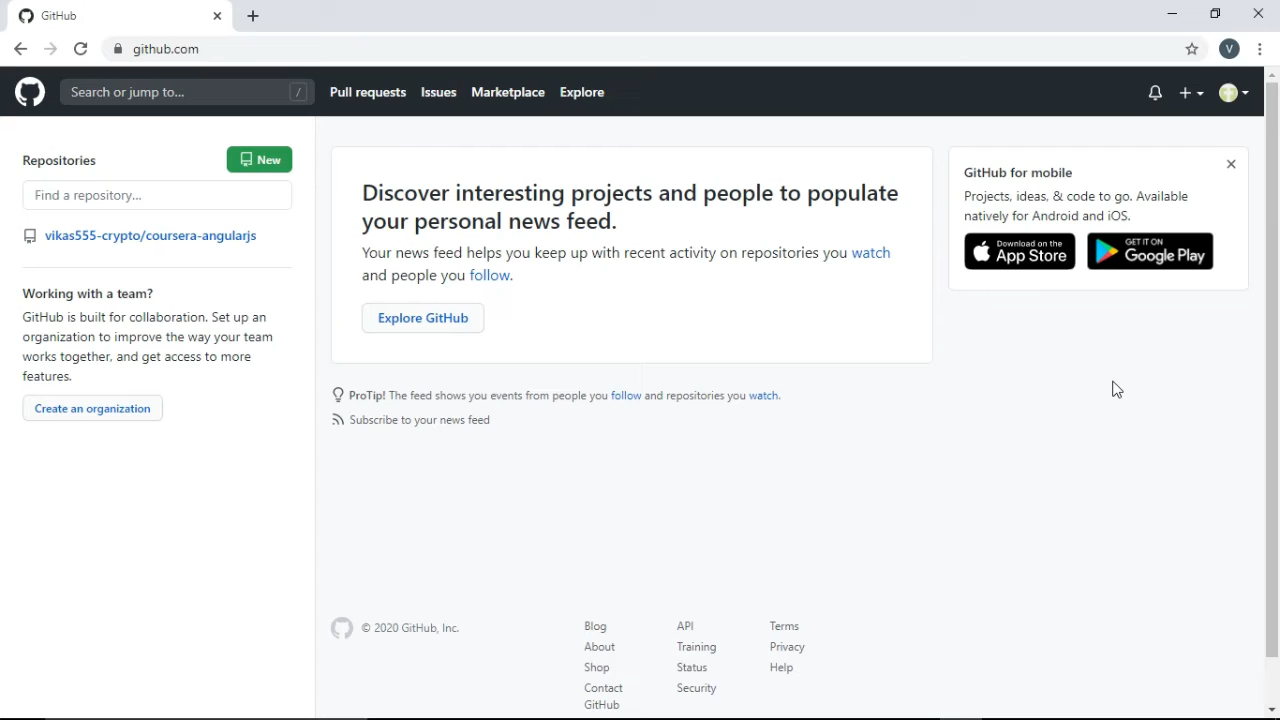 GitHub
github.com
V
Search or jump to...
/
Pull requests
Issues
Marketplace
Explore
Repositories
New
Find a repository...
vikas555-crypto/coursera-angularjs
Working with a team?
GitHub is built for collaboration. Set up an
organization to improve the way your team
works together, and get access to more
features.
Create an organization
Discover interesting projects and people to populate
your personal news feed.
Your news feed helps you keep up with recent activity on repositories you watch
and people you follow.
Explore GitHub
ProTip! The feed shows you events from people you follow and repositories you watch.
Subscribe to your news feed
GitHub for mobile
Projects, ideas, & code to go. Available
natively for Android and iOS.
Download on the
App Store
GET IT ON
Google Play
© 2020 GitHub, Inc.
Blog
About
Shop
Contact
GitHub
API
Training
Status
Security
Terms
Privacy
Help